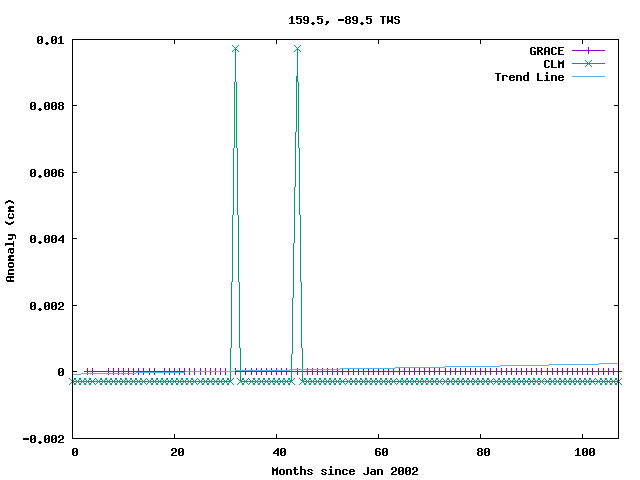 159.5, -89.5 TWS
GRACE
CLM
Trend Line
0.01
0.008
0.006
0.004
0.002
0
-0.002
Anomaly (cm)
0 20 40 60 80 100
Months since Jan 2002